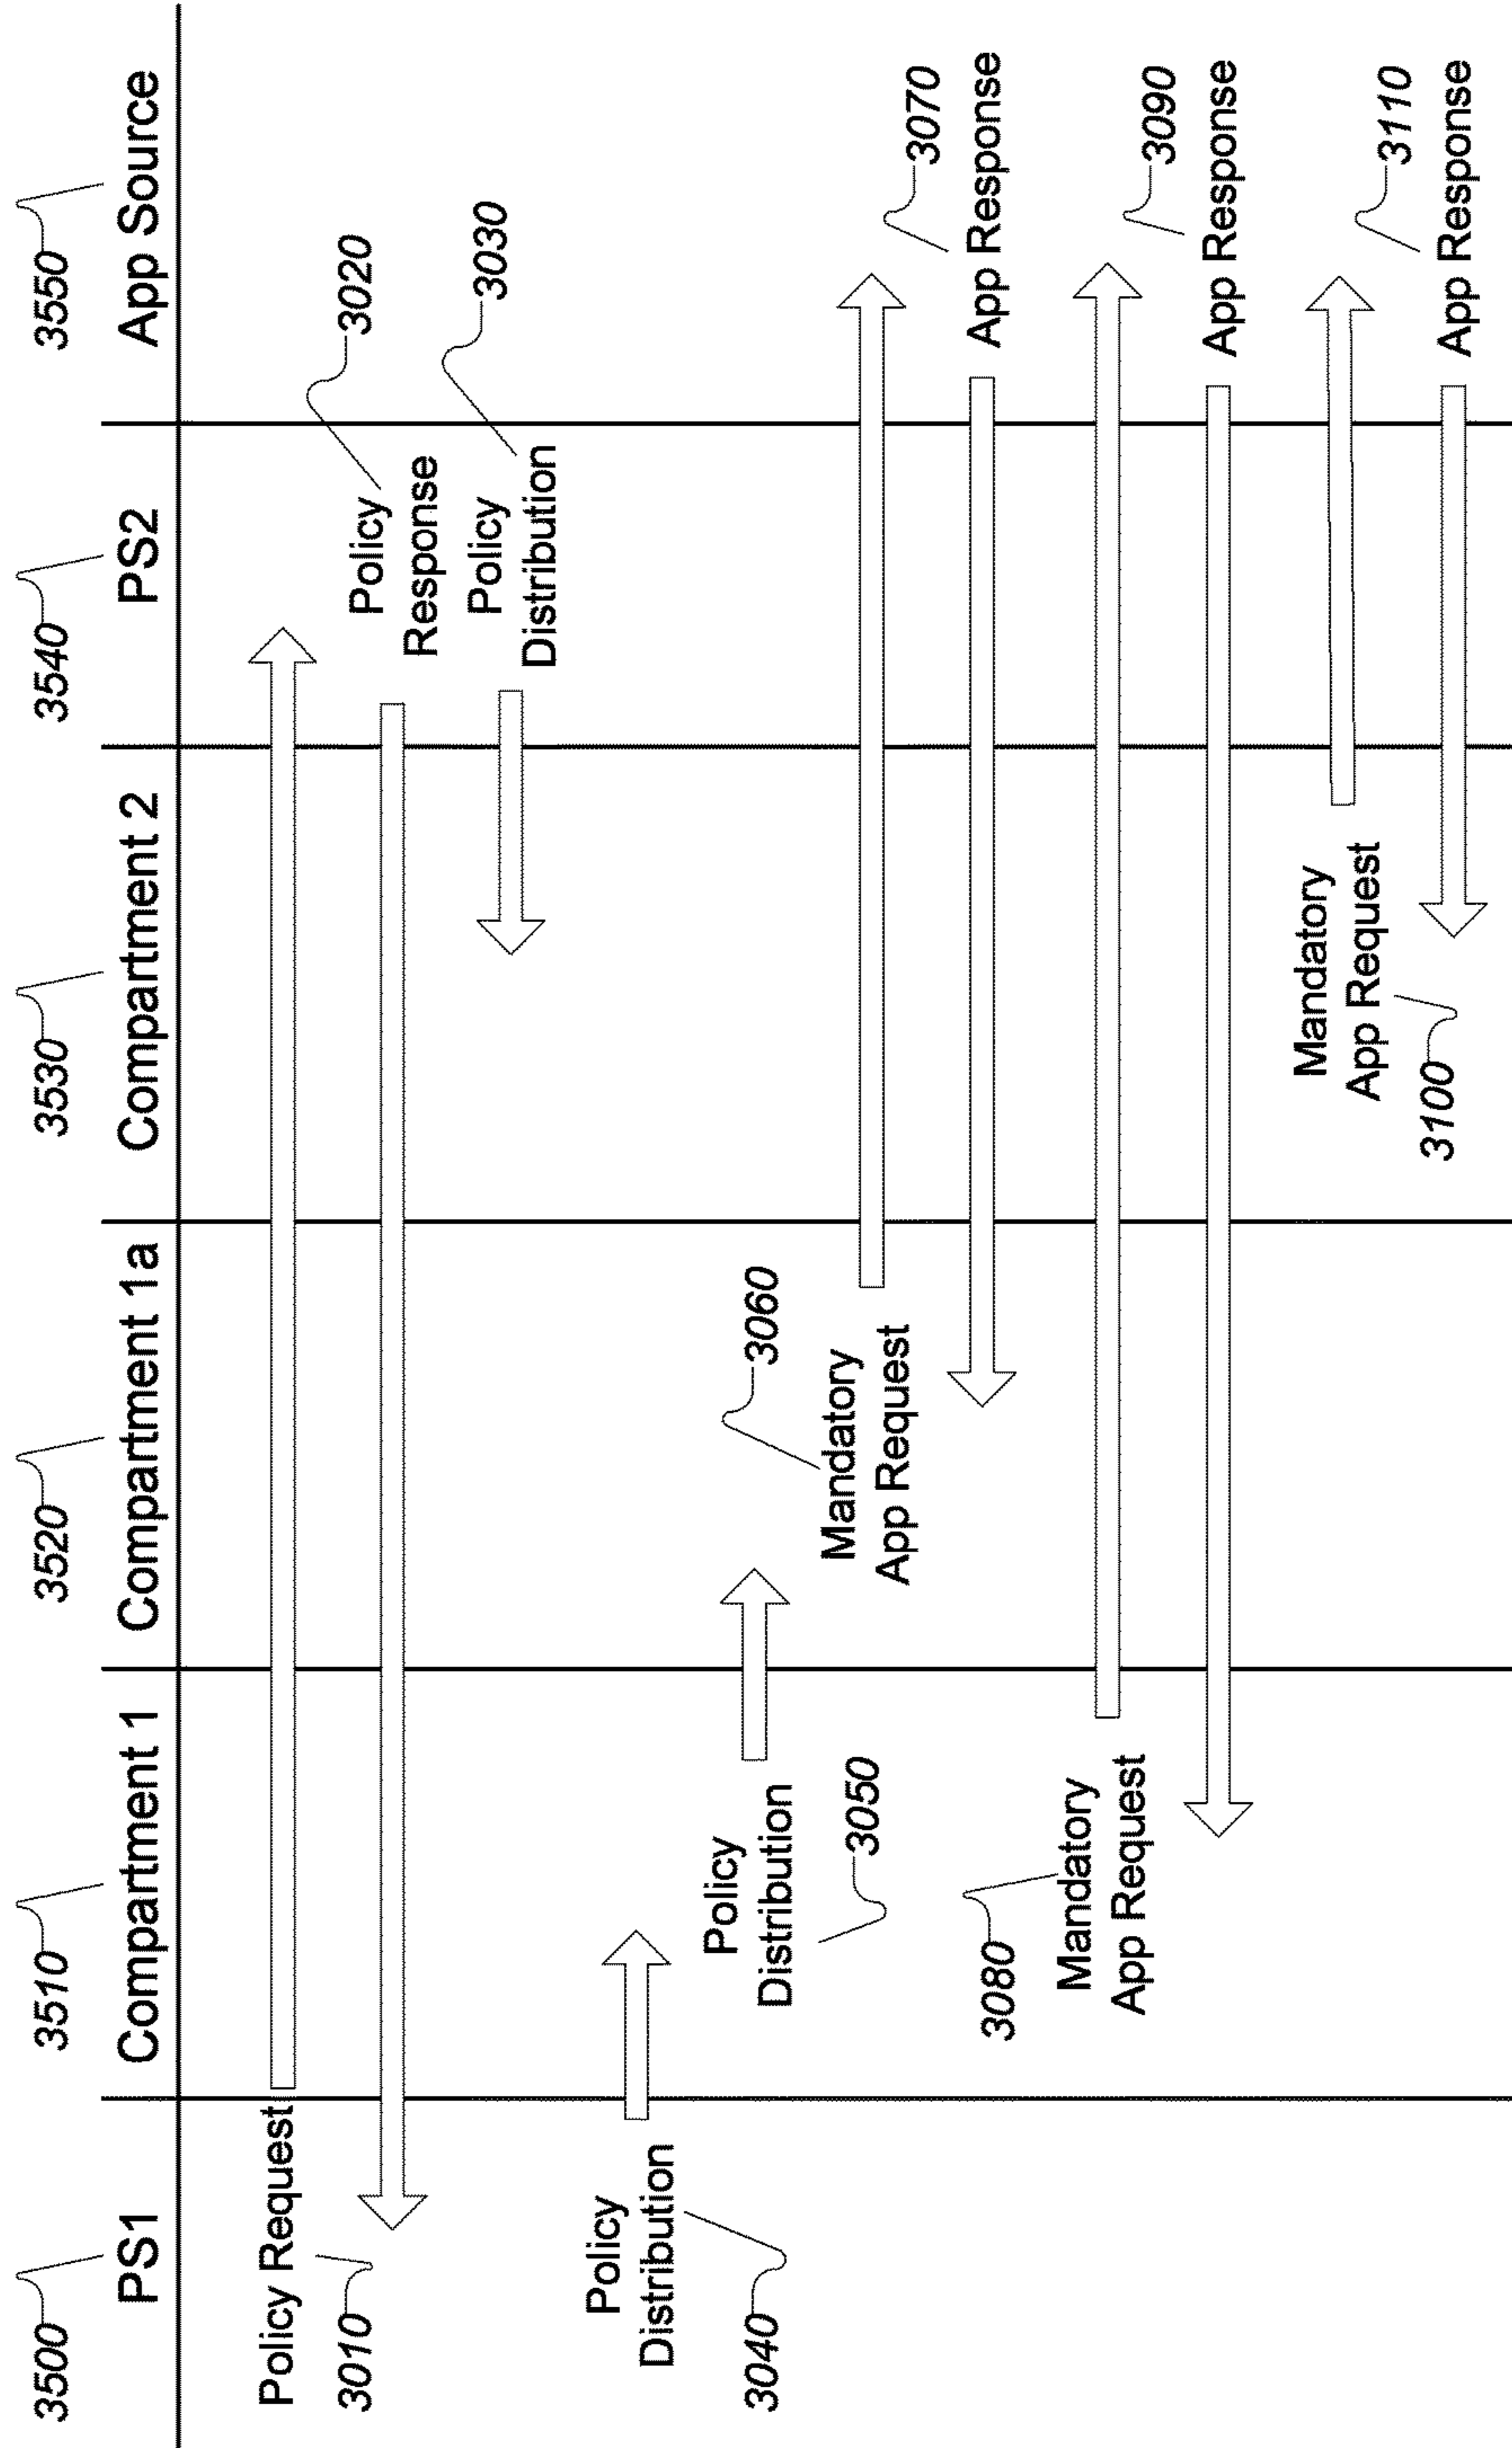 3500
3510
3520
3530
3540
3550
PS1
Compartment 1
Compartment 1a
Compartment 2
PS2
App Source
Policy Request
3010
3020
Policy
Response
3030
Policy
Distribution
Policy
Distribution
3040
Policy
Distribution
3050
3060
Mandatory
App Request
3070
App Response
3080
Mandatory
App Request
3090
App Response
Mandatory
App Request
3100
3110
App Response